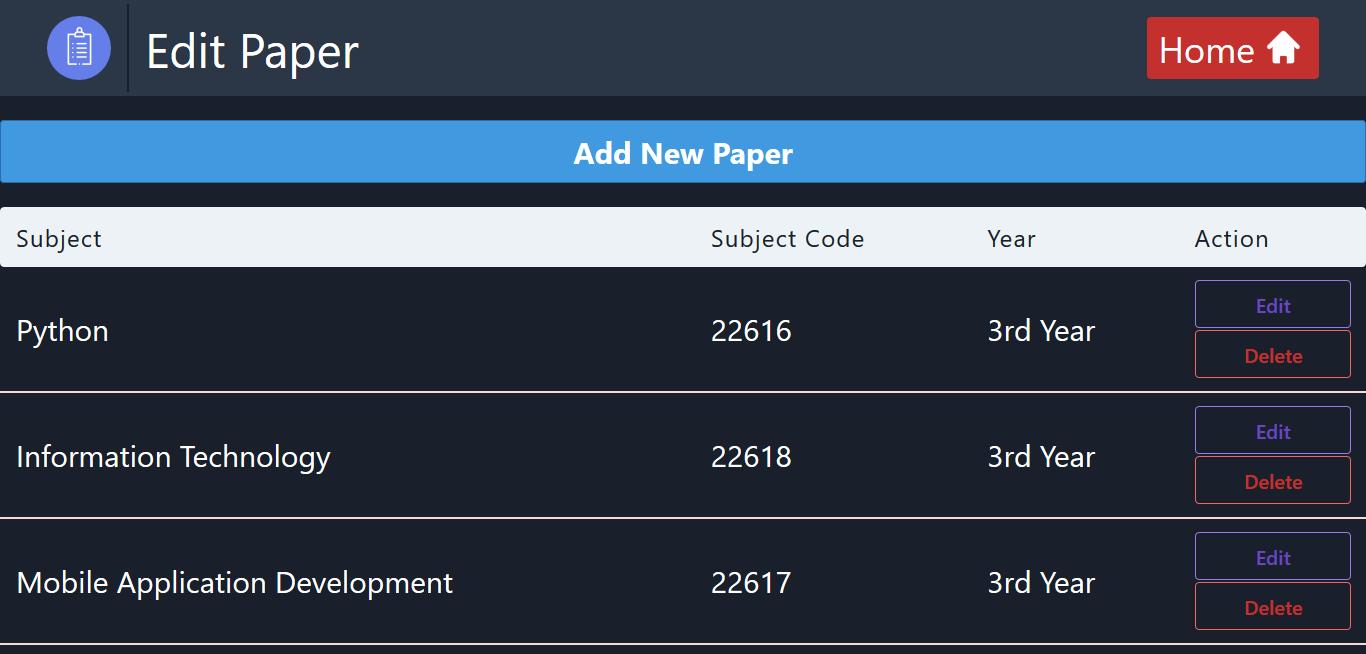 Edit Paper
Home
Add New Paper
Subject Subject Code Year Action
Python 22616 3rd Year Edit
Delete
Information Technology 22618 3rd Year Edit
Delete
Mobile Application Development 22617 3rd Year Edit
Delete